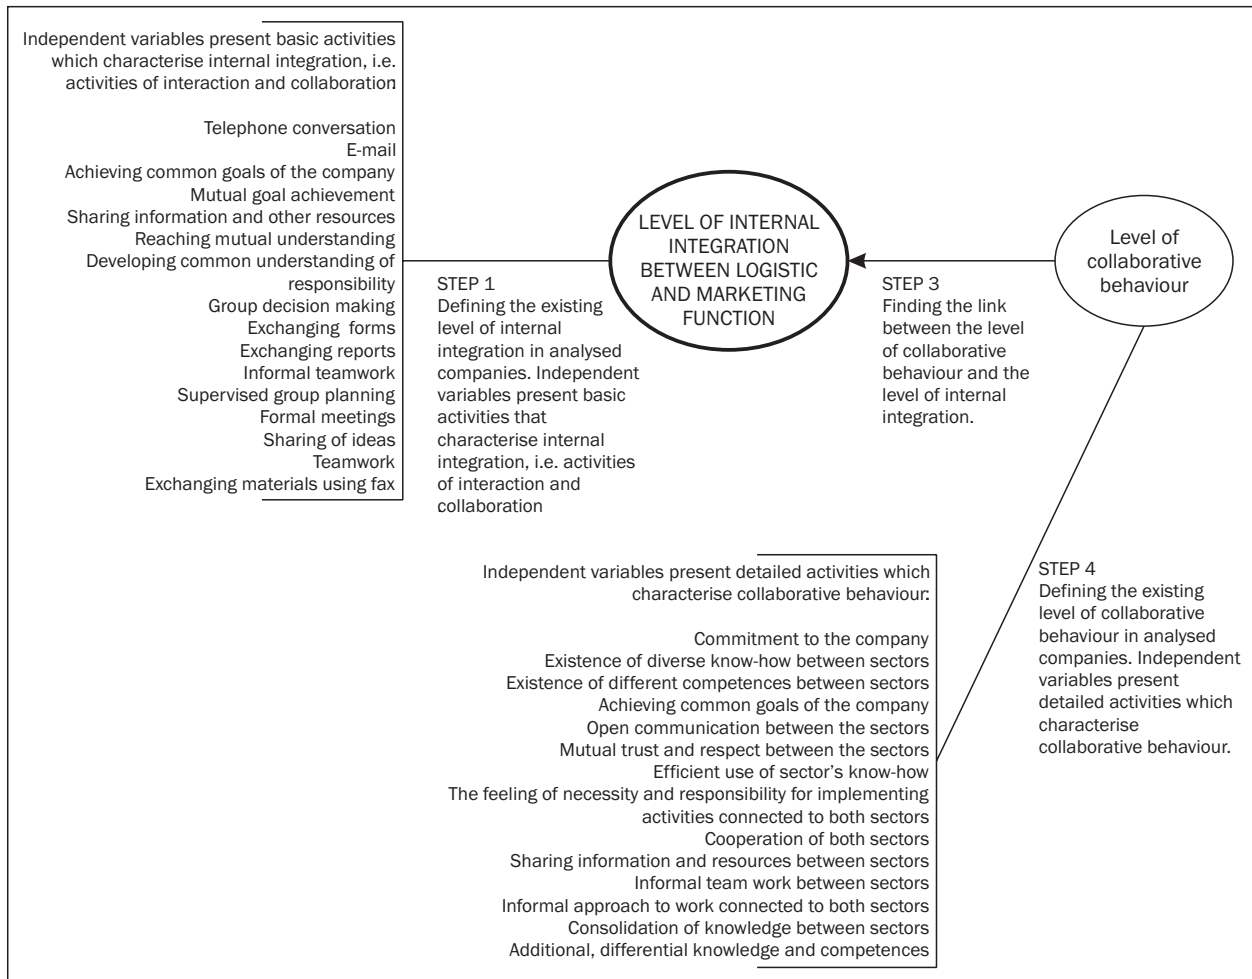 Independent variables present basic activities
which characterise internal integration, i.e.
activities of interaction and collaboration:
Telephone conversation
E-mail
Achieving common goals of the company
Mutual goal achievement
Sharing information and other resources
Reaching mutual understanding
Developing common understanding of
responsibility
Group decision making
Exchanging forms
Exchanging reports
Informal teamwork
Supervised group planning
Formal meetings
Sharing of ideas
Teamwork
Exchanging materials using fax
STEP 1
Defining the existing
level of internal
integration in analysed
companies. Independent
variables present basic
activities that
characterise internal
integration, i.e. activities
of interaction and
collaboration.
LEVEL OF INTERNAL
INTEGRATION
BETWEEN LOGISTIC
AND MARKETING
FUNCTION
STEP 3
Finding the link
between the level
of collaborative
behaviour and the
level of internal
integration.
Level of
collaborative
behaviour
Independent variables present detailed activities which
characterise collaborative behaviour:
Commitment to the company
Existence of diverse know-how between sectors
Existence of different competences between sectors
Achieving common goals of the company
Open communication between the sectors
Mutual trust and respect between the sectors
Efficient use of sector's know-how
The feeling of necessity and responsibility for implementing
activities connected to both sectors
Cooperation of both sectors
Sharing information and resources between sectors
Informal team work between sectors
Informal approach to work connected to both sectors
Consolidation of knowledge between sectors
Additional, differential knowledge and competences
STEP 4
Defining the existing
level of collaborative
behaviour in analysed
companies. Independent
variables present
detailed activities which
characterise
collaborative behaviour.